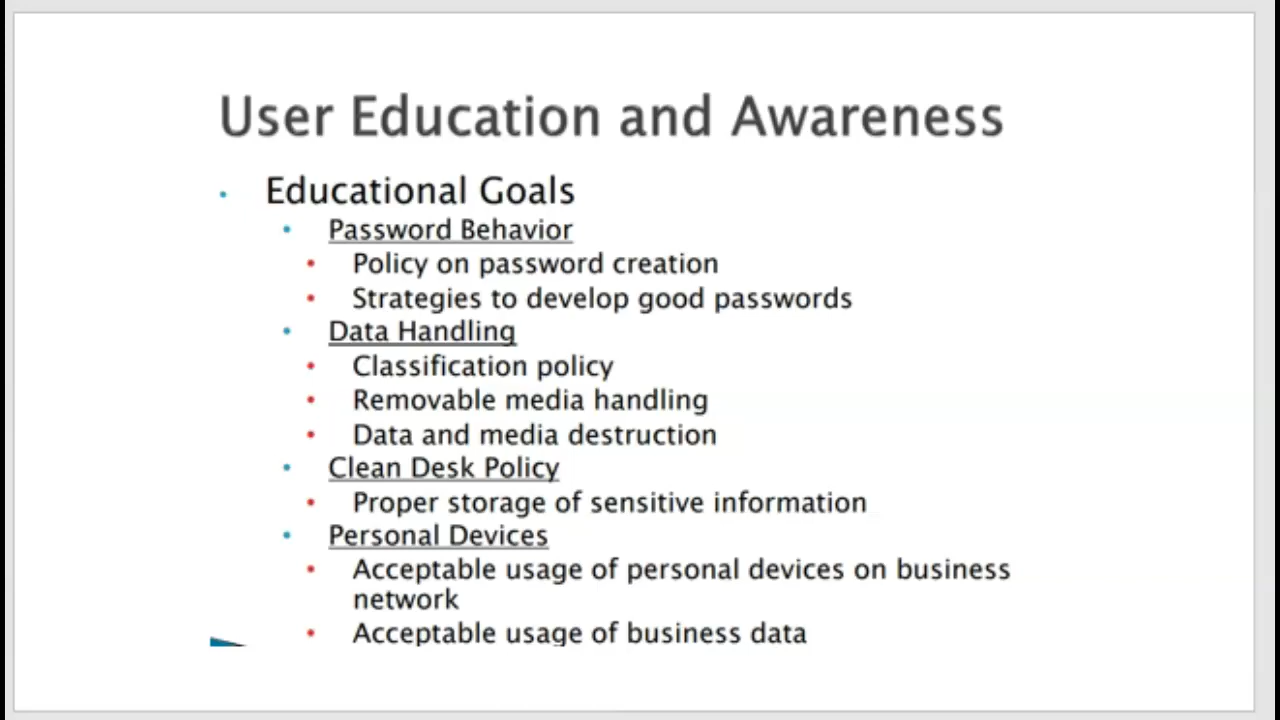 User Education and Awareness
• Educational Goals
• Password Behavior
• Policy on password creation
• Strategies to develop good passwords
• Data Handling
• Classification policy
• Removable media handling
• Data and media destruction
• Clean Desk Policy
• Proper storage of sensitive information
• Personal Devices
• Acceptable usage of personal devices on business
network
• Acceptable usage of business data